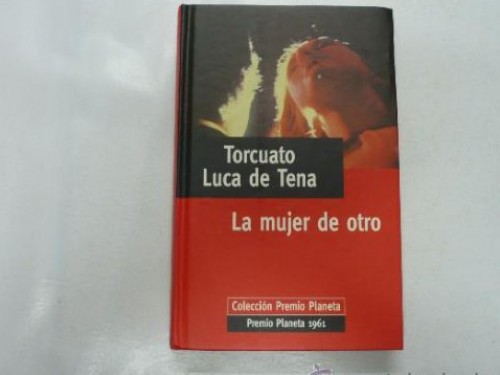 Torcuato
Luca de Tena
La mujer de otro
Colección Premio Planeta
Premio Planeta 1961